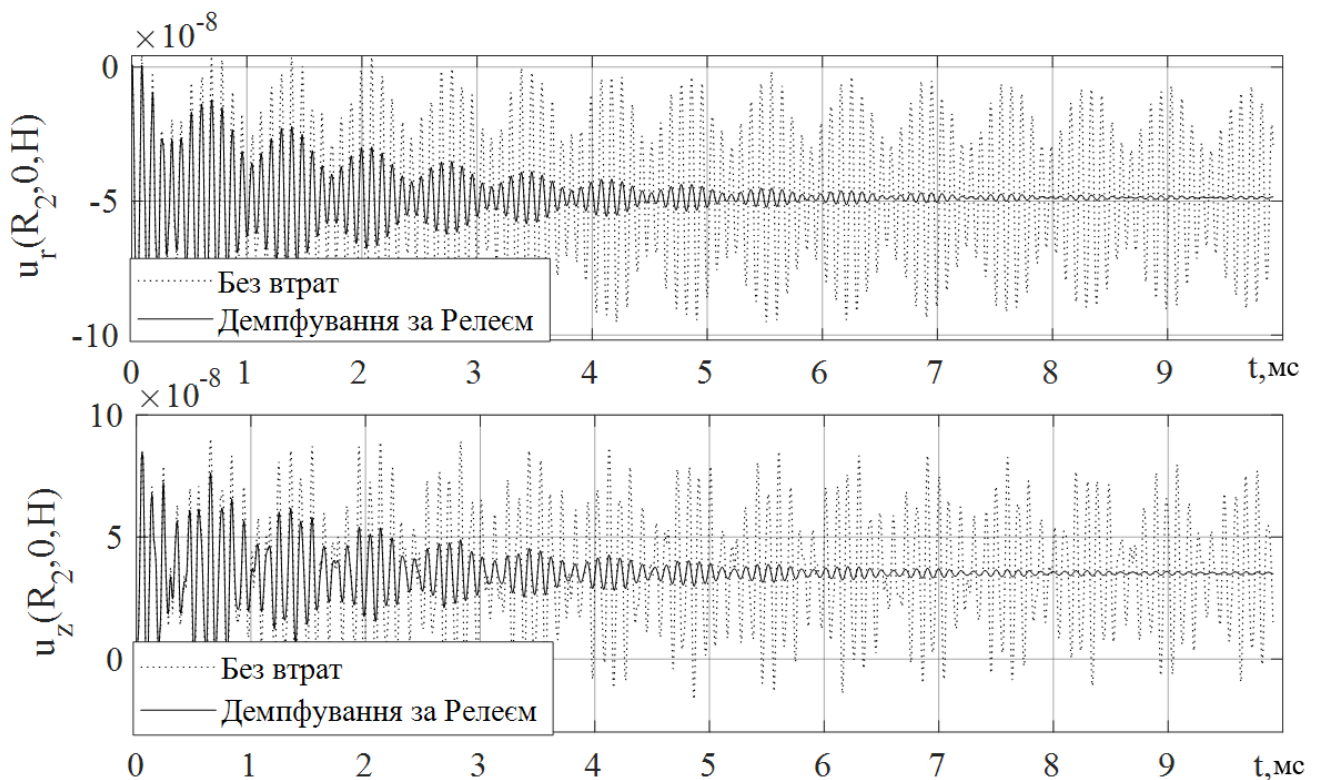 ×10⁻⁸
0
-5
-10
u_r(R_2,0,H)
Без втрат
Демпфування за Релеєм
0 1 2 3 4 5 6 7 8 9 t,мс
×10⁻⁸
10
5
0
u_z(R_2,0,H)
Без втрат
Демпфування за Релеєм
0 1 2 3 4 5 6 7 8 9 t,мс